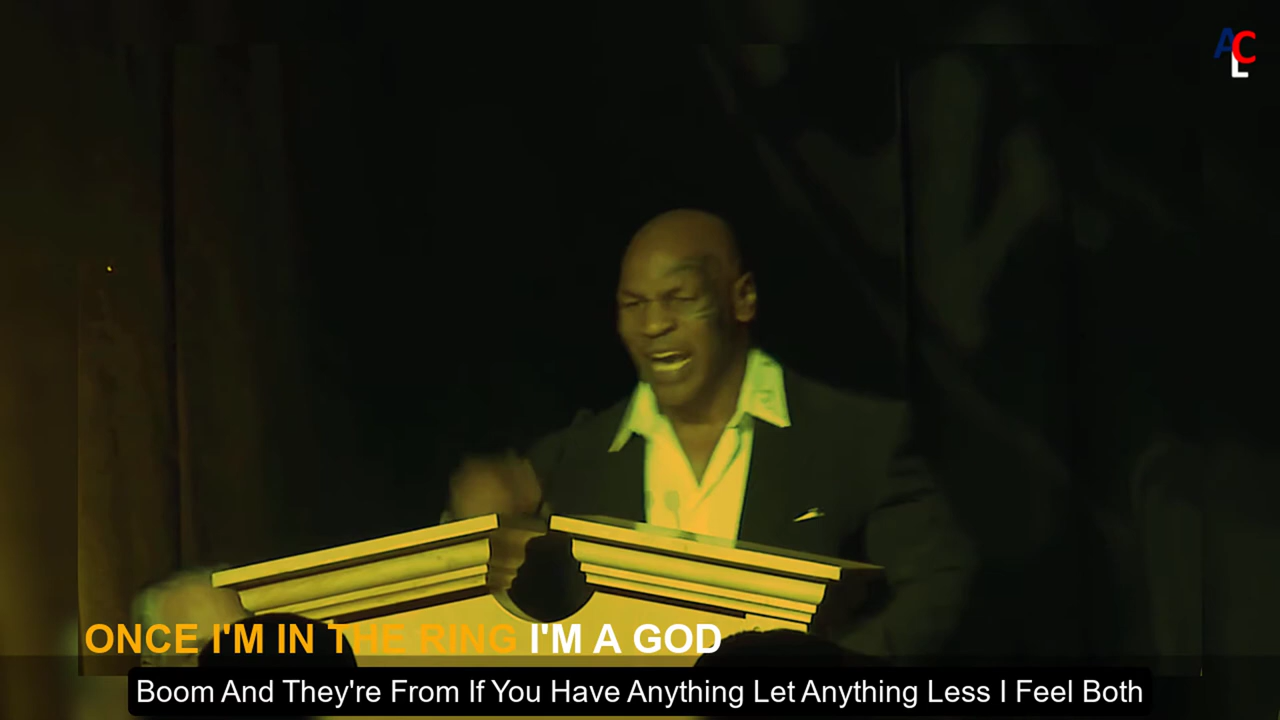 ACL
ONCE I'M IN THE RING I'M A GOD
Boom And They're From If You Have Anything Let Anything Less I Feel Both